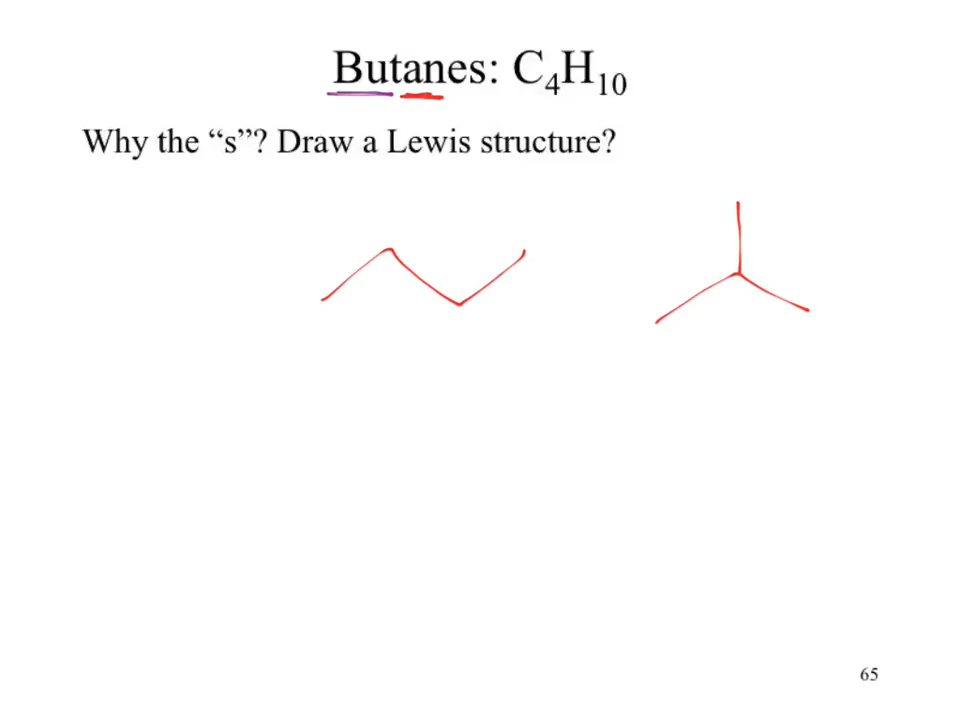 Butanes: C₄H₁₀
Why the “s”? Draw a Lewis structure?
65